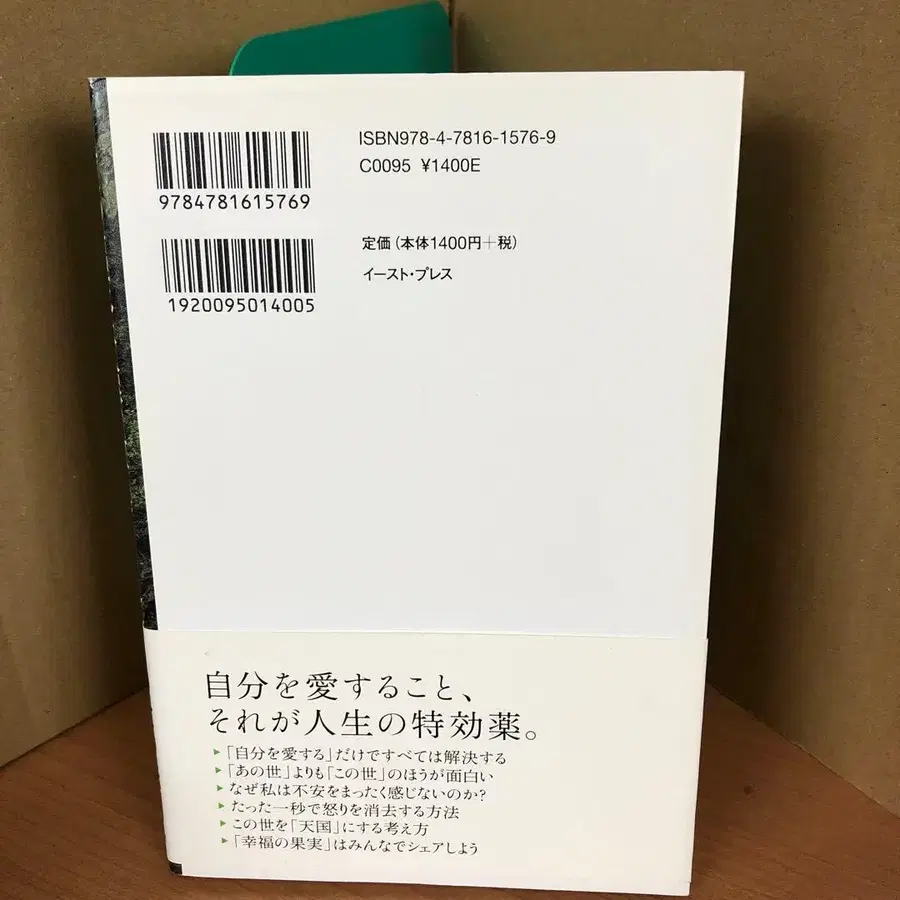 ISBN978-4-7816-1576-9
C0095 ¥1400E
9784781615769
定価（本体1400円＋税）
イースト・プレス
1920095014005
自分を愛すること、
それが人生の特効薬。
▶「自分を愛する」だけですべては解決する
▶「あの世」よりも「この世」のほうが面白い
▶なぜ私は不安をまったく感じないのか?
▶たった一秒で怒りを消去する方法
▶この世を「天国」にする考え方
▶「幸福の果実」はみんなでシェアしよう